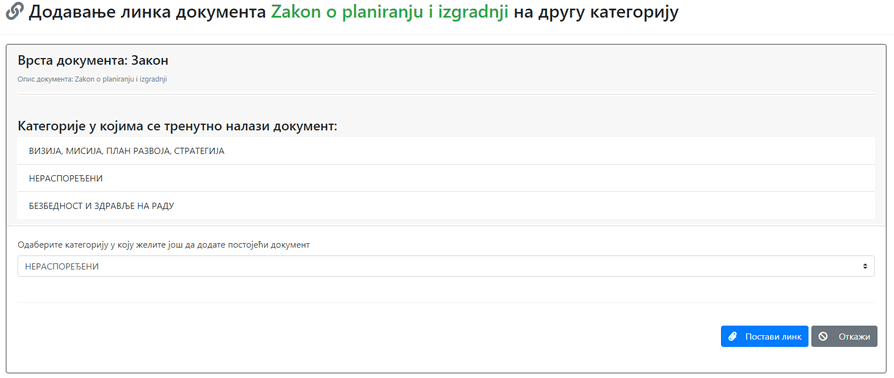 Додавање линка документа Zakon o planiranju i izgradnji на другу категорију
Врста документа: Закон
Опис документа: Zakon o planiranju i izgradnji
Категорије у којима се тренутно налази документ:
ВИЗИЈА, МИСИЈА, ПЛАН РАЗВОЈА, СТРАТЕГИЈА
НЕРАСПОРЕЂЕНИ
БЕЗБЕДНОСТ И ЗДРАВЉЕ НА РАДУ
Одаберите категорију у коју желите још да додате постојећи документ
НЕРАСПОРЕЂЕНИ
Постави линк Откажи